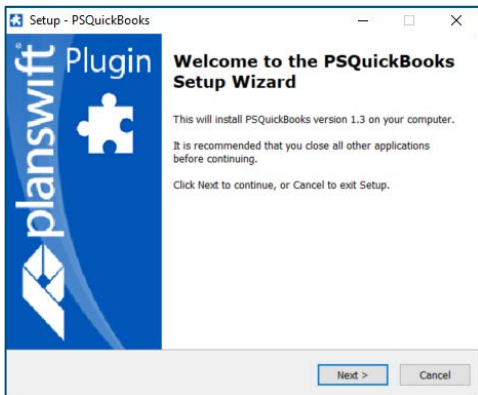 Setup - PSQuickBooks
planswift®
Plugin
Welcome to the PSQuickBooks
Setup Wizard
This will install PSQuickBooks version 1.3 on your computer.
It is recommended that you close all other applications
before continuing.
Click Next to continue, or Cancel to exit Setup.
Next >
Cancel